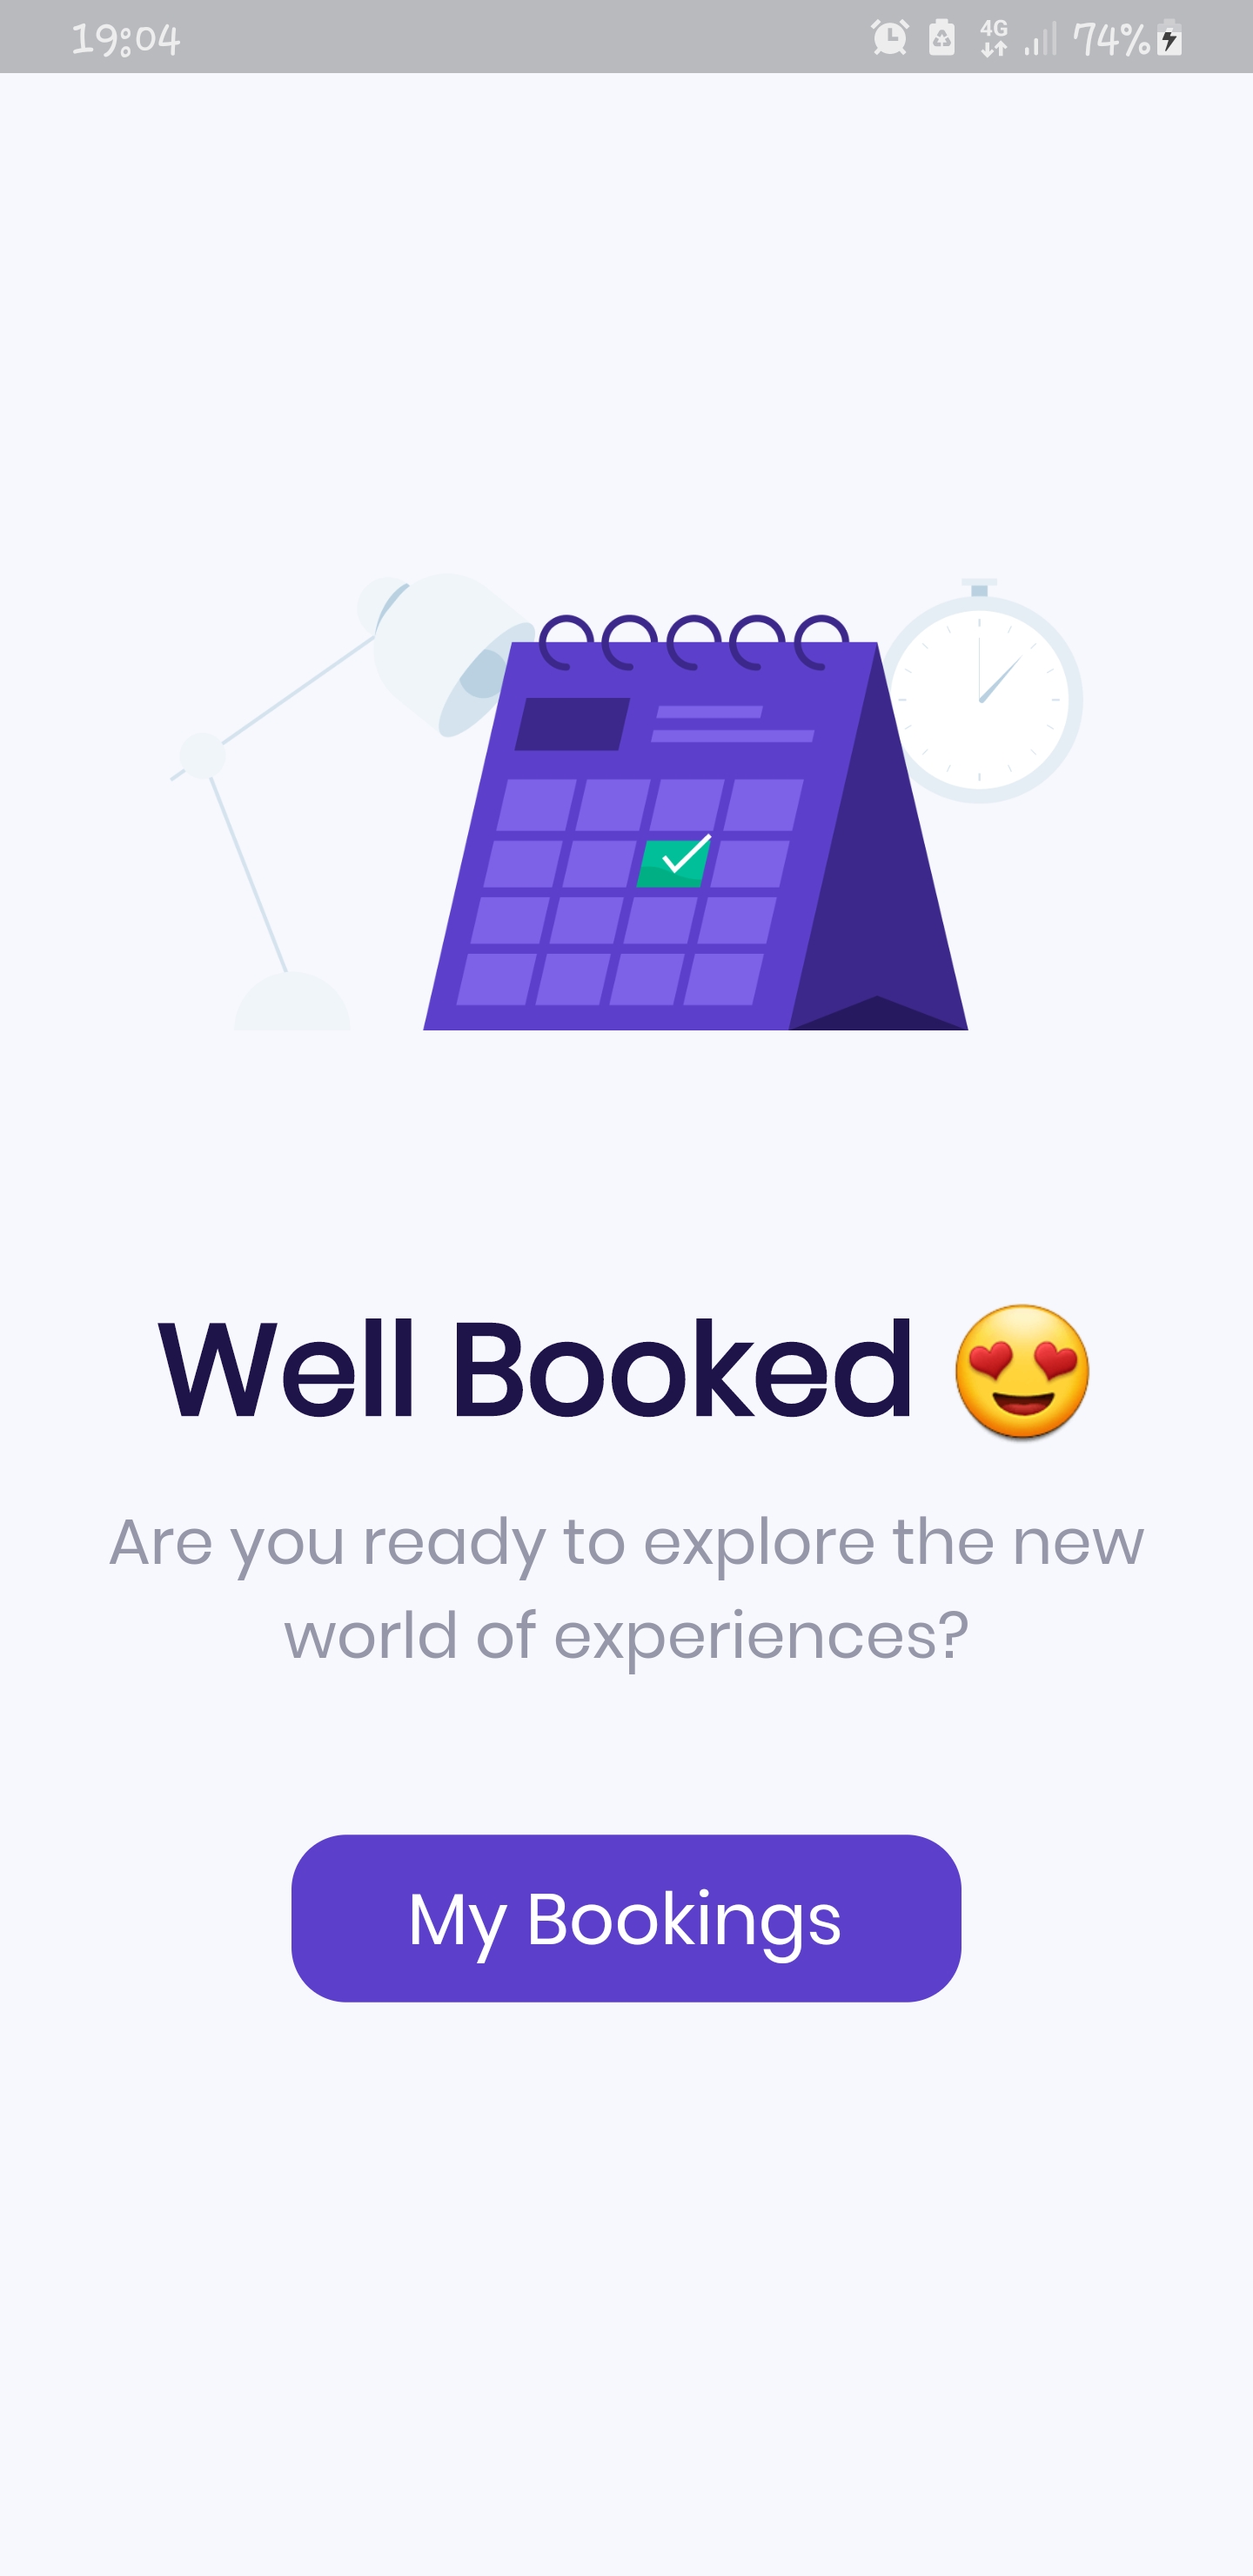 19:04 4G 74%
Well Booked 😍
Are you ready to explore the new
world of experiences?
My Bookings